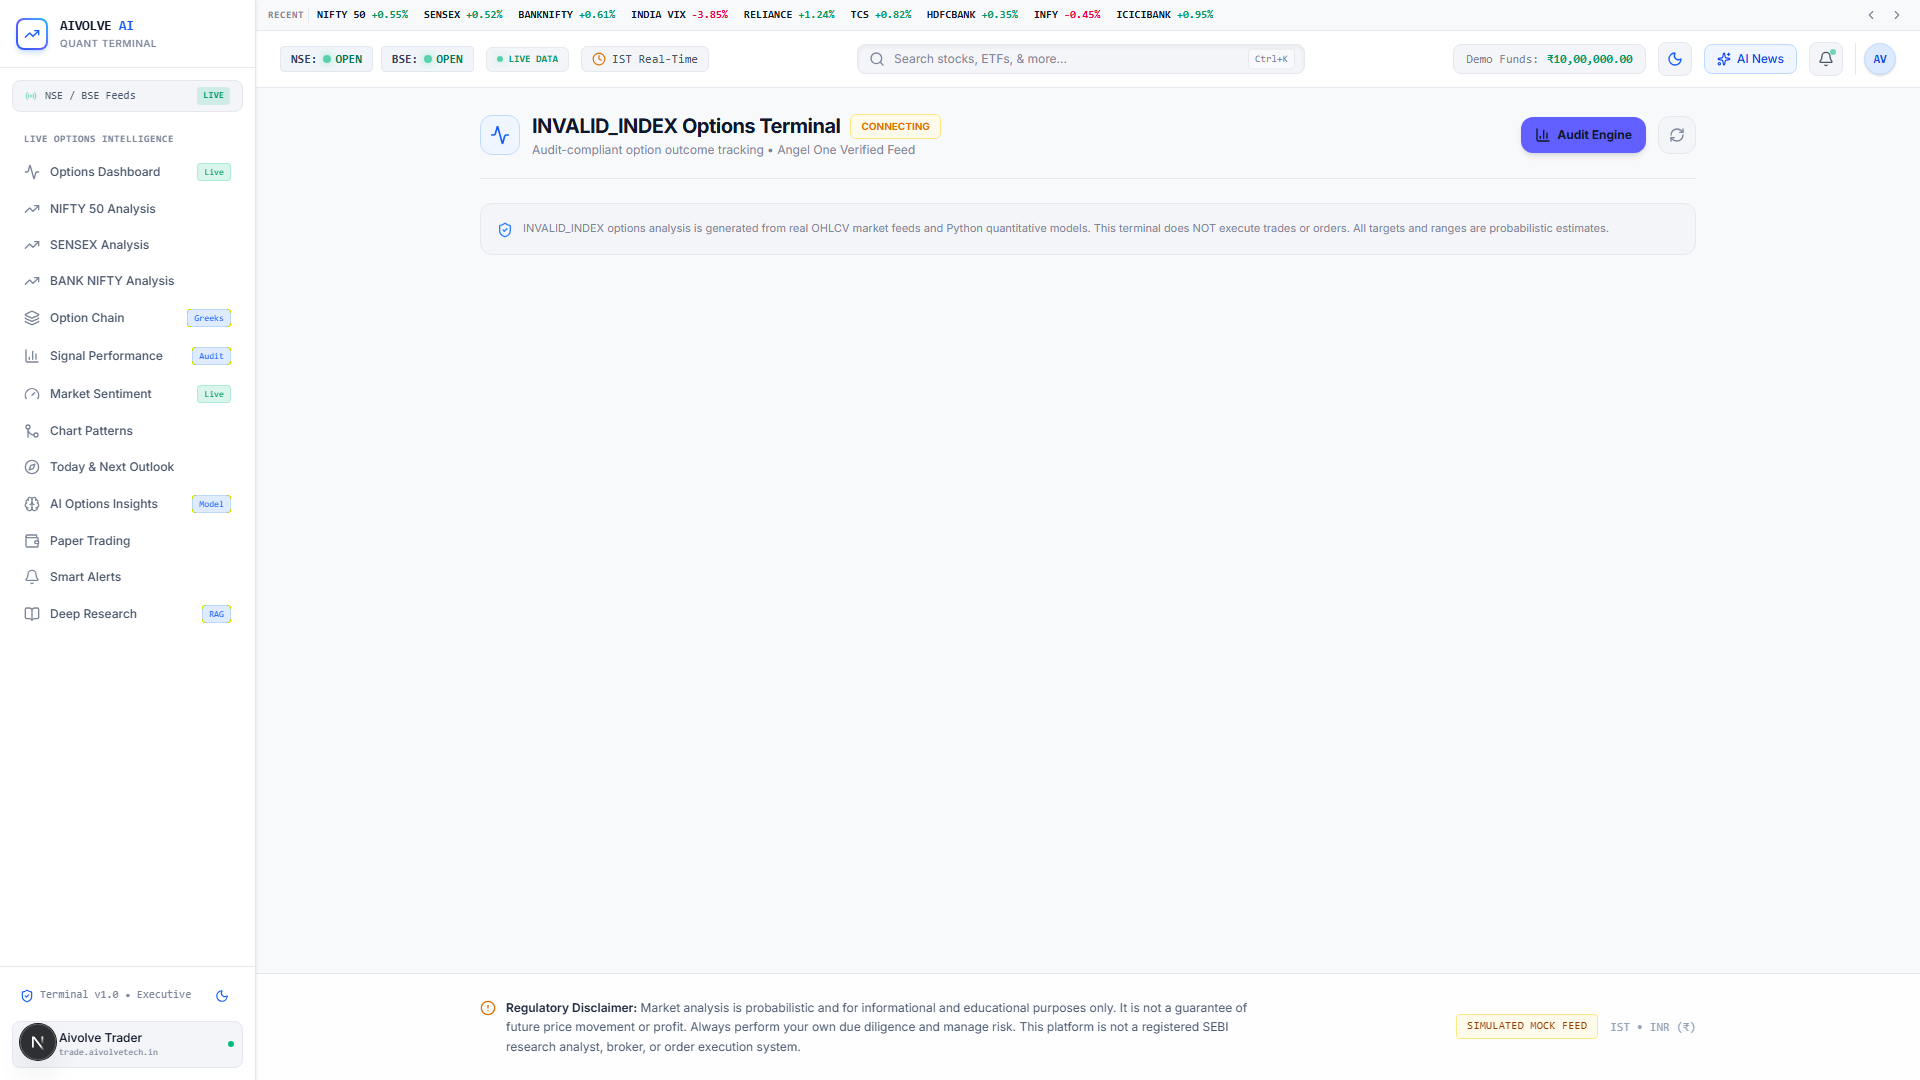 AIVOLVE AI
QUANT TERMINAL
NSE / BSE Feeds LIVE
LIVE OPTIONS INTELLIGENCE
Options Dashboard Live
NIFTY 50 Analysis
SENSEX Analysis
BANK NIFTY Analysis
Option Chain Greeks
Signal Performance Audit
Market Sentiment Live
Chart Patterns
Today & Next Outlook
AI Options Insights Model
Paper Trading
Smart Alerts
Deep Research RAG
Terminal v1.0 • Executive
N
Aivolve Trader
trade.aivolvetech.in
RECENT NIFTY 50 +0.55% SENSEX +0.52% BANKNIFTY +0.61% INDIA VIX -3.85% RELIANCE +1.24% TCS +0.82% HDFCBANK +0.35% INFY -0.45% ICICIBANK +0.95%
NSE: OPEN BSE: OPEN LIVE DATA IST Real-Time Search stocks, ETFs, & more... Ctrl+K Demo Funds: ₹10,00,000.00 AI News AV
INVALID_INDEX Options Terminal CONNECTING
Audit-compliant option outcome tracking • Angel One Verified Feed
Audit Engine
INVALID_INDEX options analysis is generated from real OHLCV market feeds and Python quantitative models. This terminal does NOT execute trades or orders. All targets and ranges are probabilistic estimates.
Regulatory Disclaimer: Market analysis is probabilistic and for informational and educational purposes only. It is not a guarantee of
future price movement or profit. Always perform your own due diligence and manage risk. This platform is not a registered SEBI
research analyst, broker, or order execution system.
SIMULATED MOCK FEED IST • INR (₹)